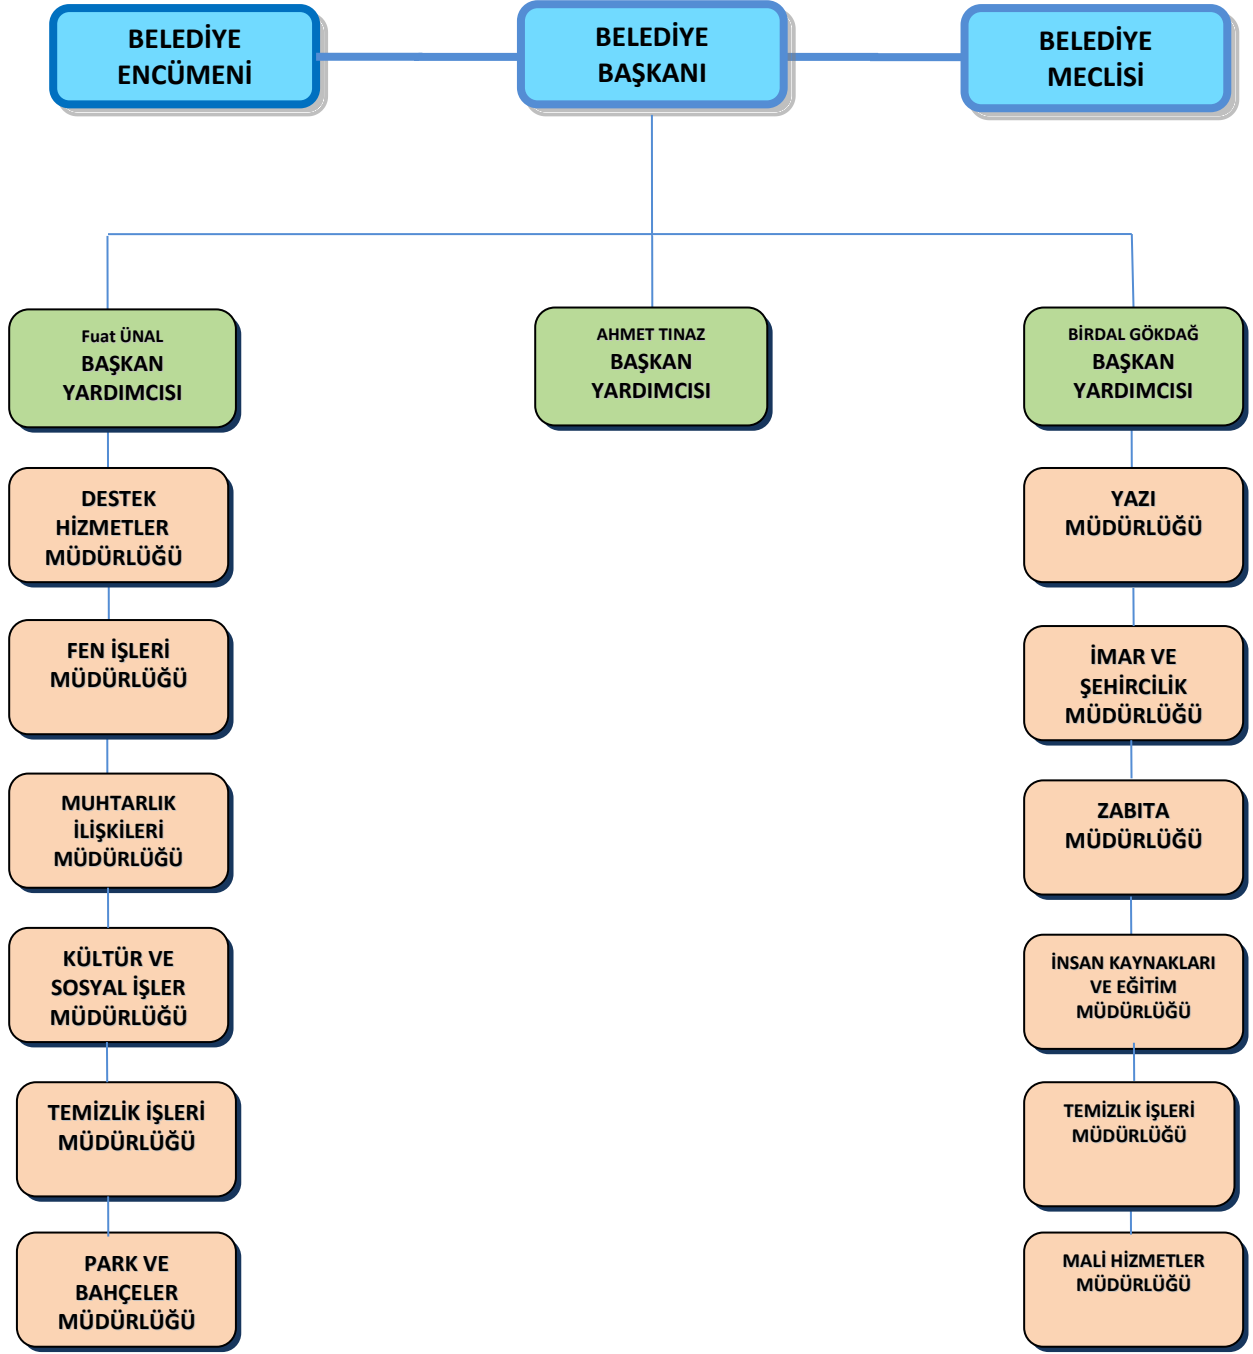 BELEDİYE
ENCÜMENİ
BELEDİYE
BAŞKANI
BELEDİYE
MECLİSİ
Fuat ÜNAL
BAŞKAN
YARDIMCISI
AHMET TINAZ
BAŞKAN
YARDIMCISI
BİRDAL GÖKDAĞ
BAŞKAN
YARDIMCISI
DESTEK
HİZMETLER
MÜDÜRLÜĞÜ
FEN İŞLERİ
MÜDÜRLÜĞÜ
MUHTARLIK
İLİŞKİLERİ
MÜDÜRLÜĞÜ
KÜLTÜR VE
SOSYAL İŞLER
MÜDÜRLÜĞÜ
TEMİZLİK İŞLERİ
MÜDÜRLÜĞÜ
PARK VE
BAHÇELER
MÜDÜRLÜĞÜ
YAZI
MÜDÜRLÜĞÜ
İMAR VE
ŞEHİRCİLİK
MÜDÜRLÜĞÜ
ZABITA
MÜDÜRLÜĞÜ
İNSAN KAYNAKLARI
VE EĞİTİM
MÜDÜRLÜĞÜ
TEMİZLİK İŞLERİ
MÜDÜRLÜĞÜ
MALİ HİZMETLER
MÜDÜRLÜĞÜ